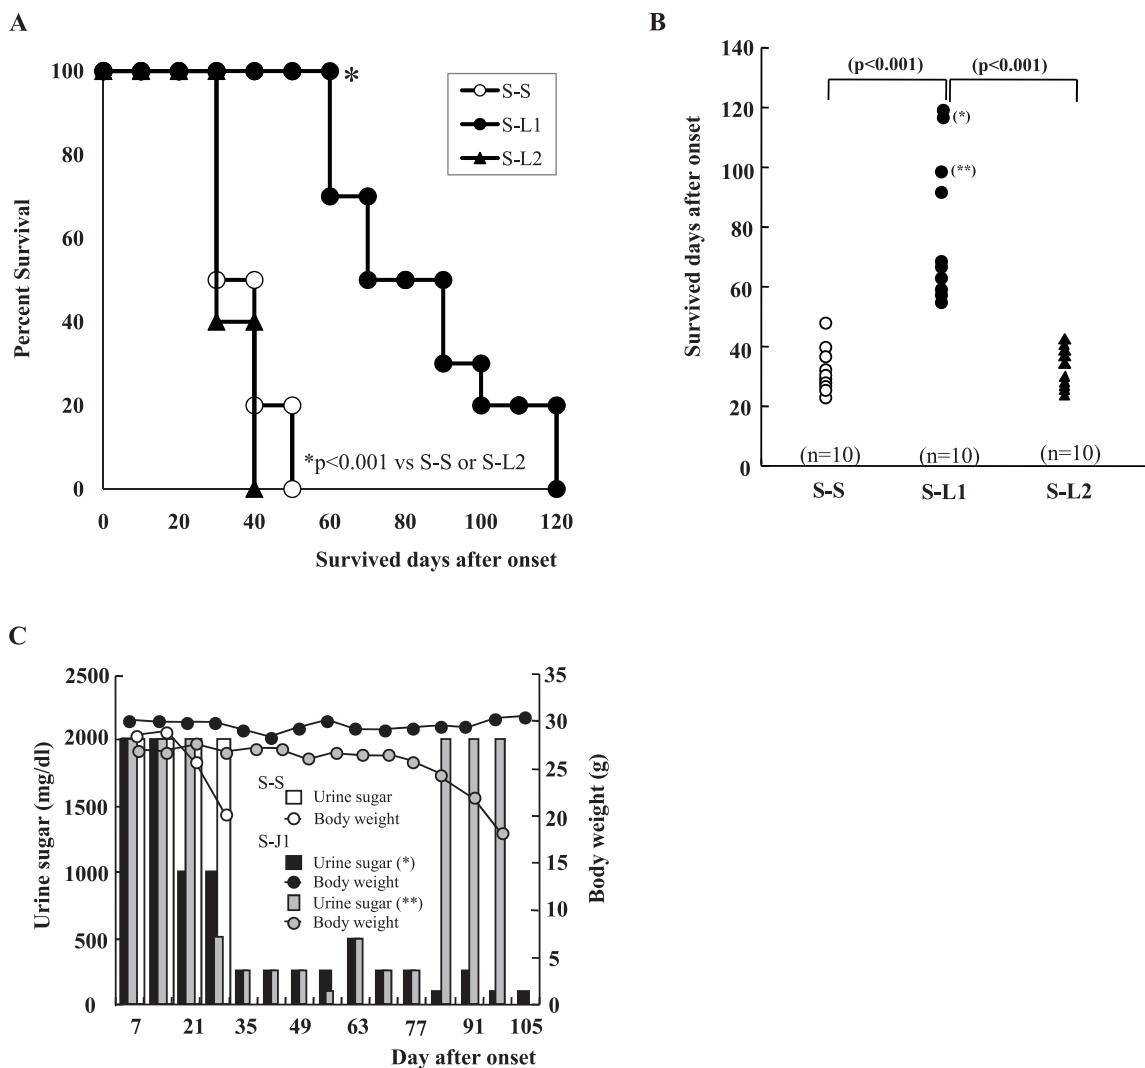 A
100
80
60
40
20
0
Percent Survival
S-S
S-L1
S-L2
*
*p<0.001 vs S-S or S-L2
0 20 40 60 80 100 120
Survived days after onset
B
140
120
100
80
60
40
20
0
Survived days after onset
(p<0.001) (p<0.001)
(*)
(**)
(n=10) (n=10) (n=10)
S-S S-L1 S-L2
C
2500
2000
1500
1000
500
0
Urine sugar (mg/dl)
S-S
Urine sugar
Body weight
S-J1
Urine sugar (*)
Body weight
Urine sugar (**)
Body weight
35
30
25
20
15
10
5
0
Body weight (g)
7 21 35 49 63 77 91 105
Day after onset